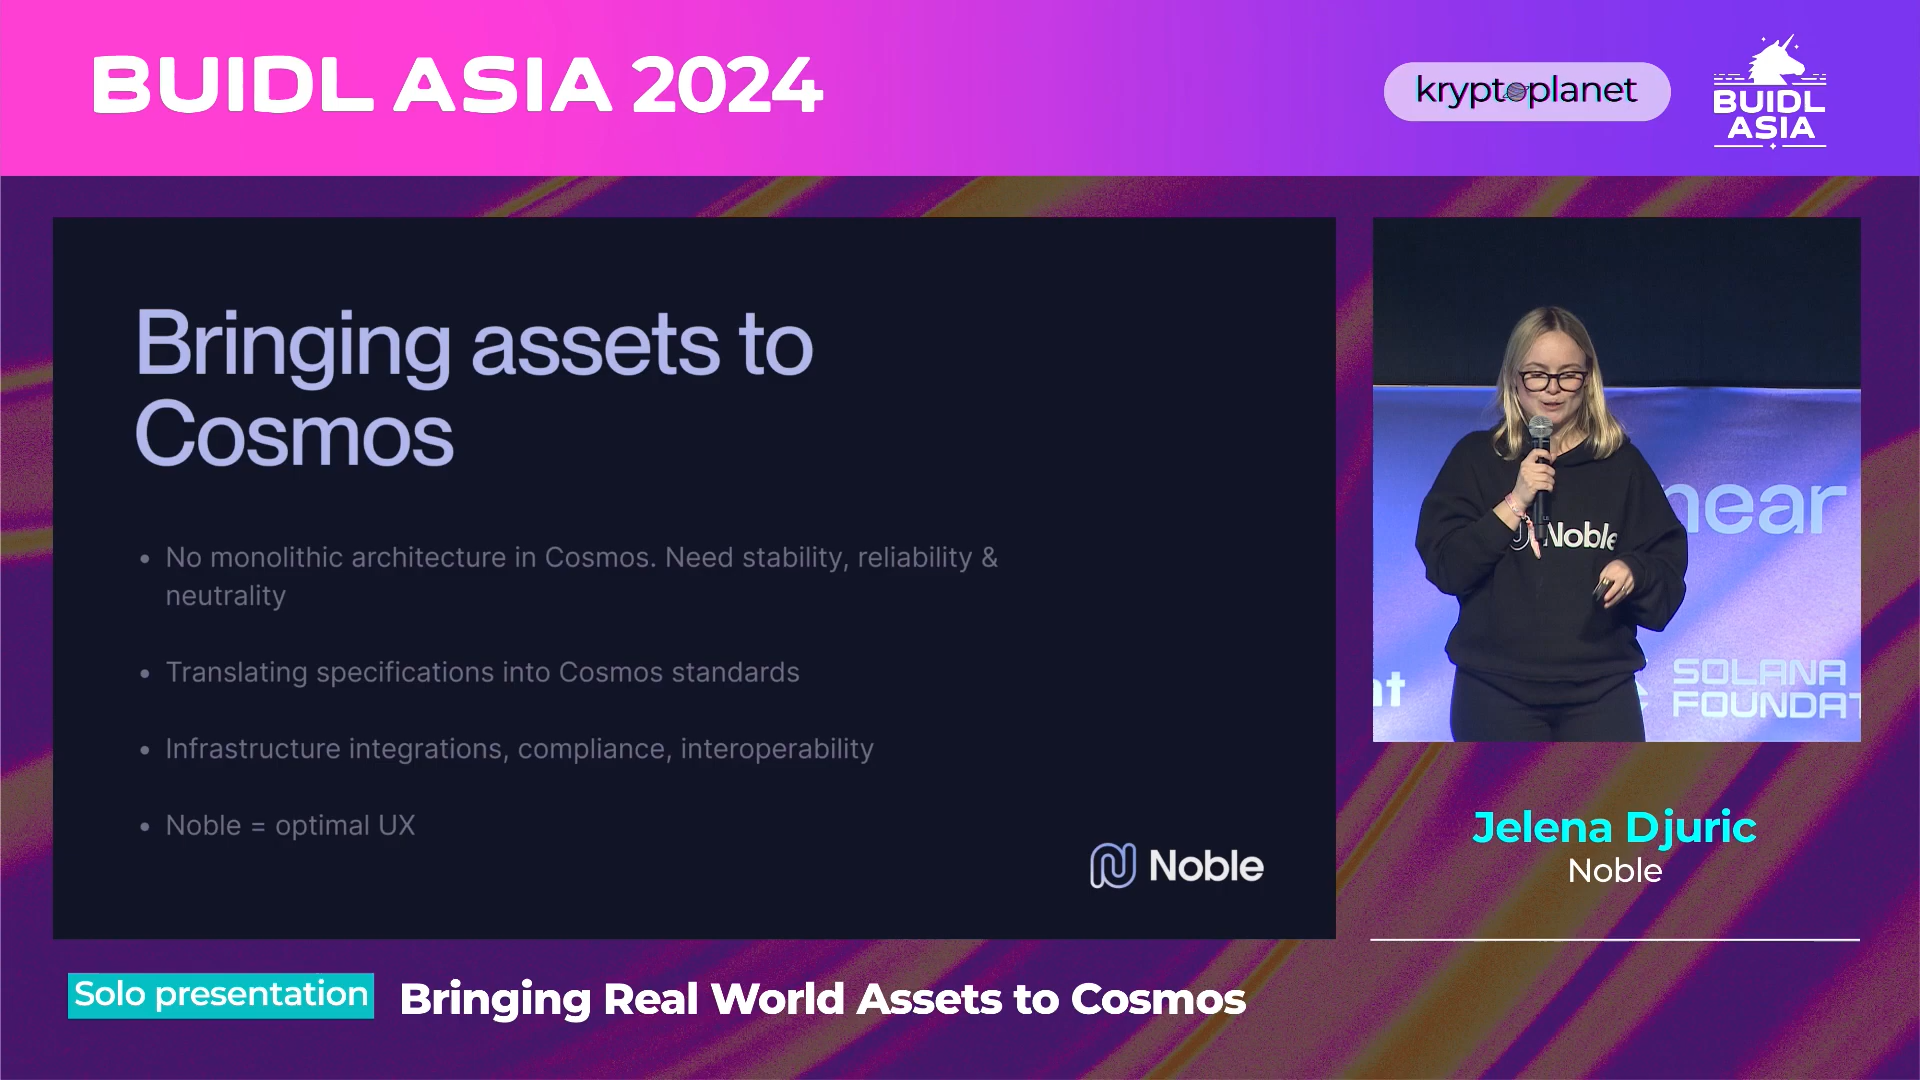 BUIDL ASIA 2024
kryptoplanet
BUIDL
ASIA
Bringing assets to
Cosmos
• No monolithic architecture in Cosmos. Need stability, reliability &
neutrality
• Translating specifications into Cosmos standards
• Infrastructure integrations, compliance, interoperability
• Noble = optimal UX
Noble
near
Noble
SOLANA
Jelena Djuric
Noble
Solo presentation
Bringing Real World Assets to Cosmos